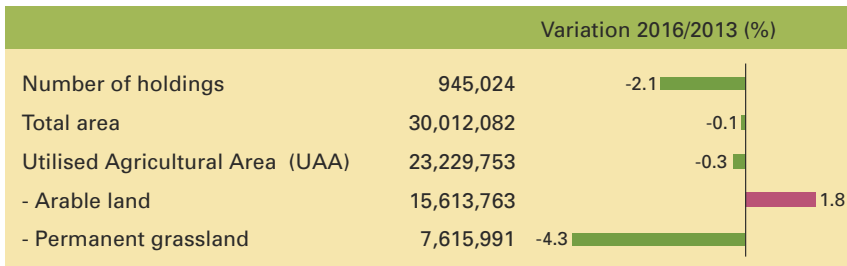 Variation 2016/2013 (%)
Number of holdings 945,024 -2.1
Total area 30,012,082 -0.1
Utilised Agricultural Area (UAA) 23,229,753 -0.3
- Arable land 15,613,763 1.8
- Permanent grassland 7,615,991 -4.3